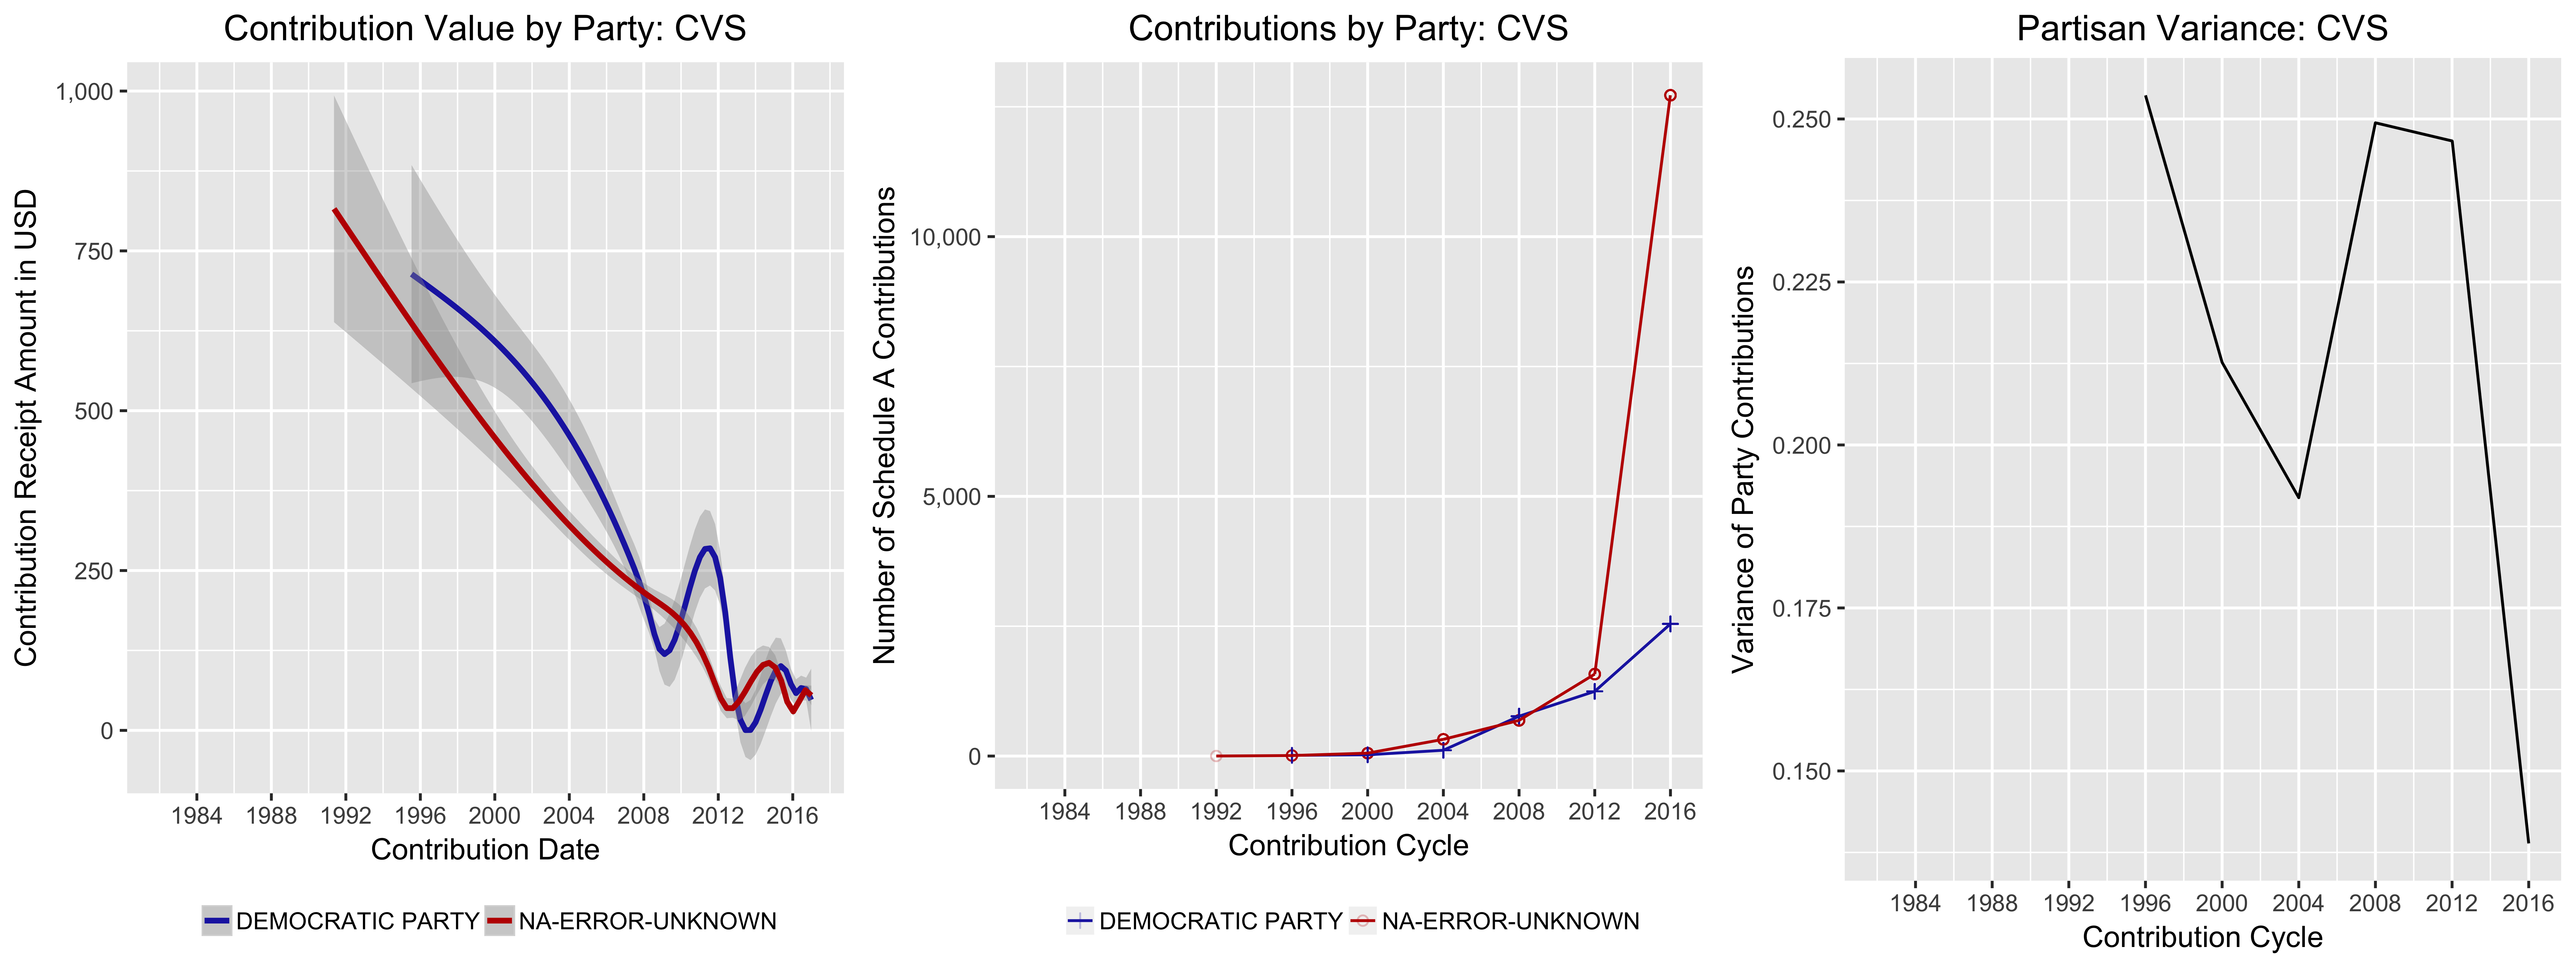 Contribution Value by Party: CVS
Contribution Receipt Amount in USD
1,000
750
500
250
0
1984 1988 1992 1996 2000 2004 2008 2012 2016
Contribution Date
DEMOCRATIC PARTY NA-ERROR-UNKNOWN
Contributions by Party: CVS
Number of Schedule A Contributions
10,000
5,000
0
1984 1988 1992 1996 2000 2004 2008 2012 2016
Contribution Cycle
DEMOCRATIC PARTY NA-ERROR-UNKNOWN
Partisan Variance: CVS
Variance of Party Contributions
0.250
0.225
0.200
0.175
0.150
1984 1988 1992 1996 2000 2004 2008 2012 2016
Contribution Cycle